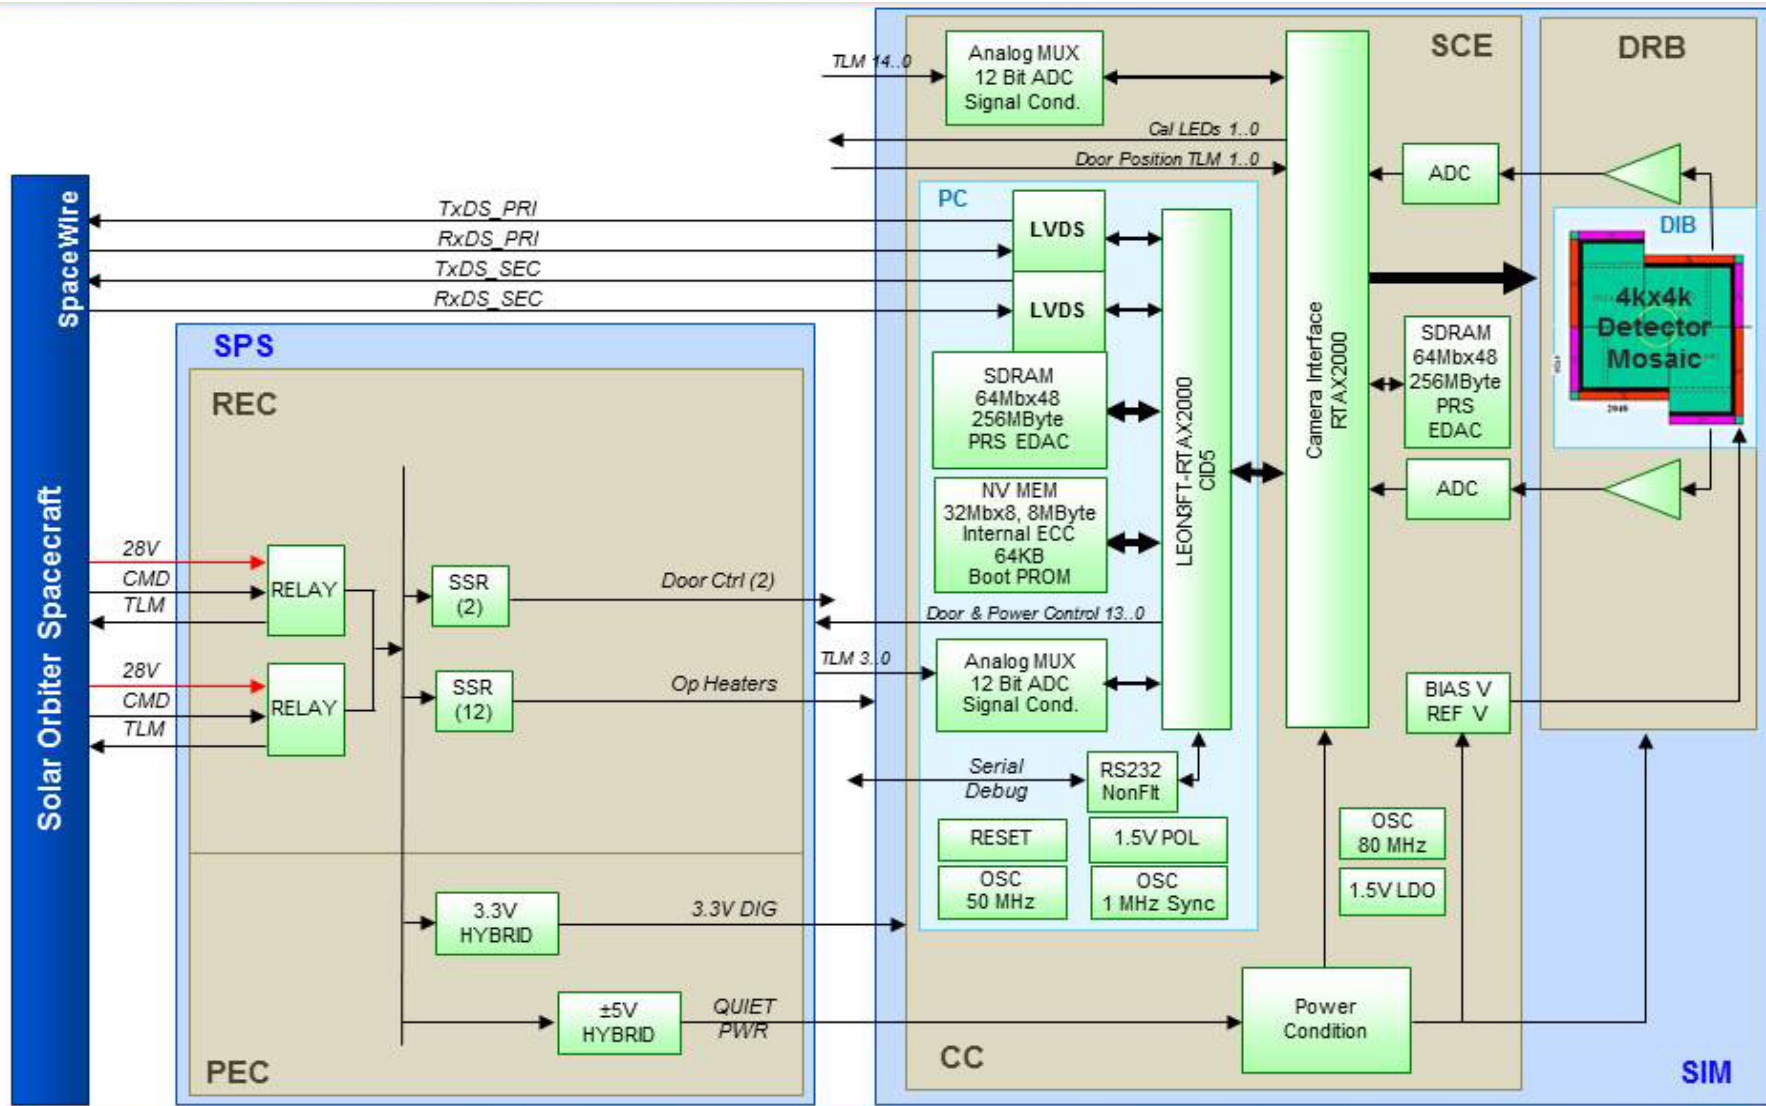 SpaceWire
Solar Orbiter Spacecraft
TxDS_PRI
RxDS_PRI
TxDS_SEC
RxDS_SEC
SPS
REC
28V
CMD
TLM
28V
CMD
TLM
RELAY
RELAY
SSR
(2)
SSR
(12)
Door Ctrl (2)
Op Heaters
3.3V
HYBRID
3.3V DIG
±5V
HYBRID
QUIET
PWR
PEC
TLM 14..0
Analog MUX
12 Bit ADC
Signal Cond.
Cal LEDs 1..0
Door Position TLM 1..0
PC
LVDS
LVDS
SDRAM
64Mbx48
256MByte
PRS EDAC
NV MEM
32Mbx8, 8MByte
Internal ECC
64KB
Boot PROM
Door & Power Control 13..0
TLM 3..0
Analog MUX
12 Bit ADC
Signal Cond.
Serial
Debug
RS232
NonFlt
RESET
1.5V POL
OSC
50 MHz
OSC
1 MHz Sync
LEON3FT-RTAX2000
CID5
Camera Interface
RTAX2000
SCE
ADC
SDRAM
64Mbx48
256MByte
PRS
EDAC
ADC
BIAS V
REF V
OSC
80 MHz
1.5V LDO
Power
Condition
CC
DRB
DIB
4kx4k
Detector
Mosaic
2048
SIM